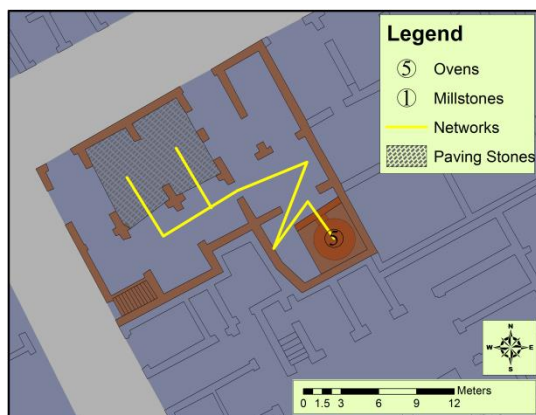 Legend
5 Ovens
1 Millstones
Networks
Paving Stones
5
N
W E
S
Meters
0 1.5 3 6 9 12